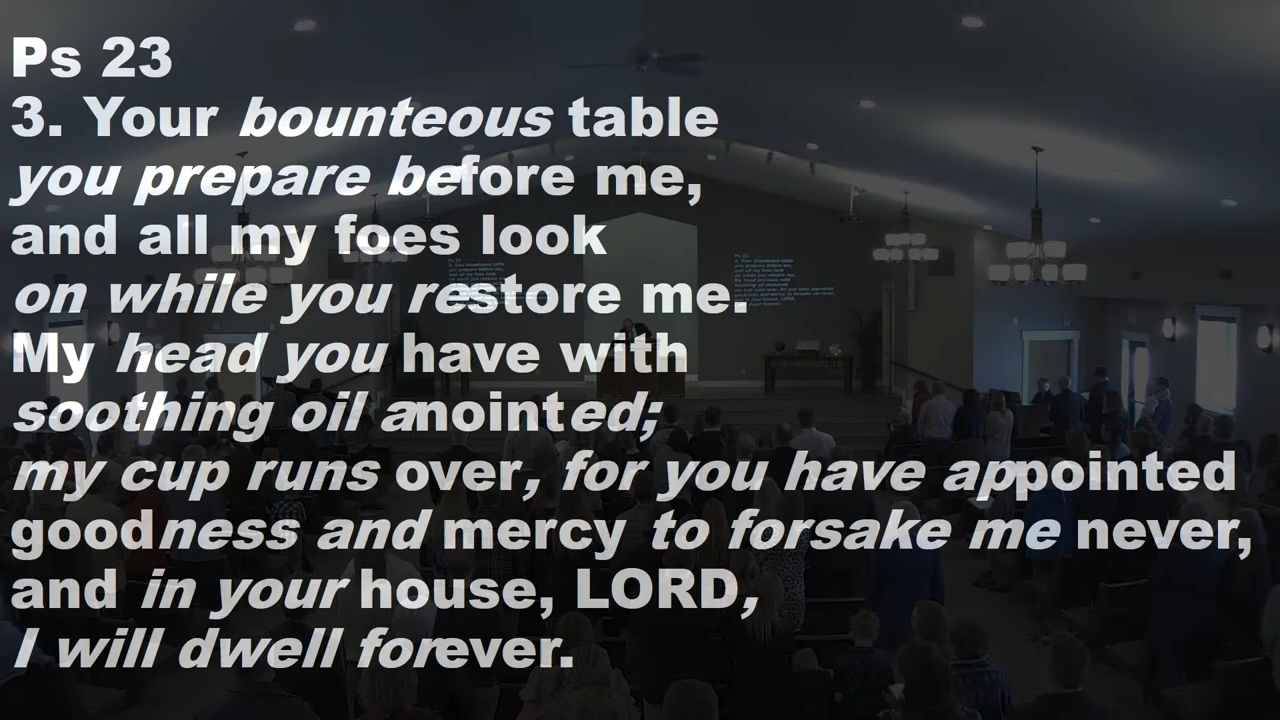 Ps 23
3. Your bounteous table
you prepare before me,
and all my foes look
on while you restore me.
My head you have with
soothing oil anointed;
my cup runs over, for you have appointed
goodness and mercy to forsake me never,
and in your house, LORD,
I will dwell forever.